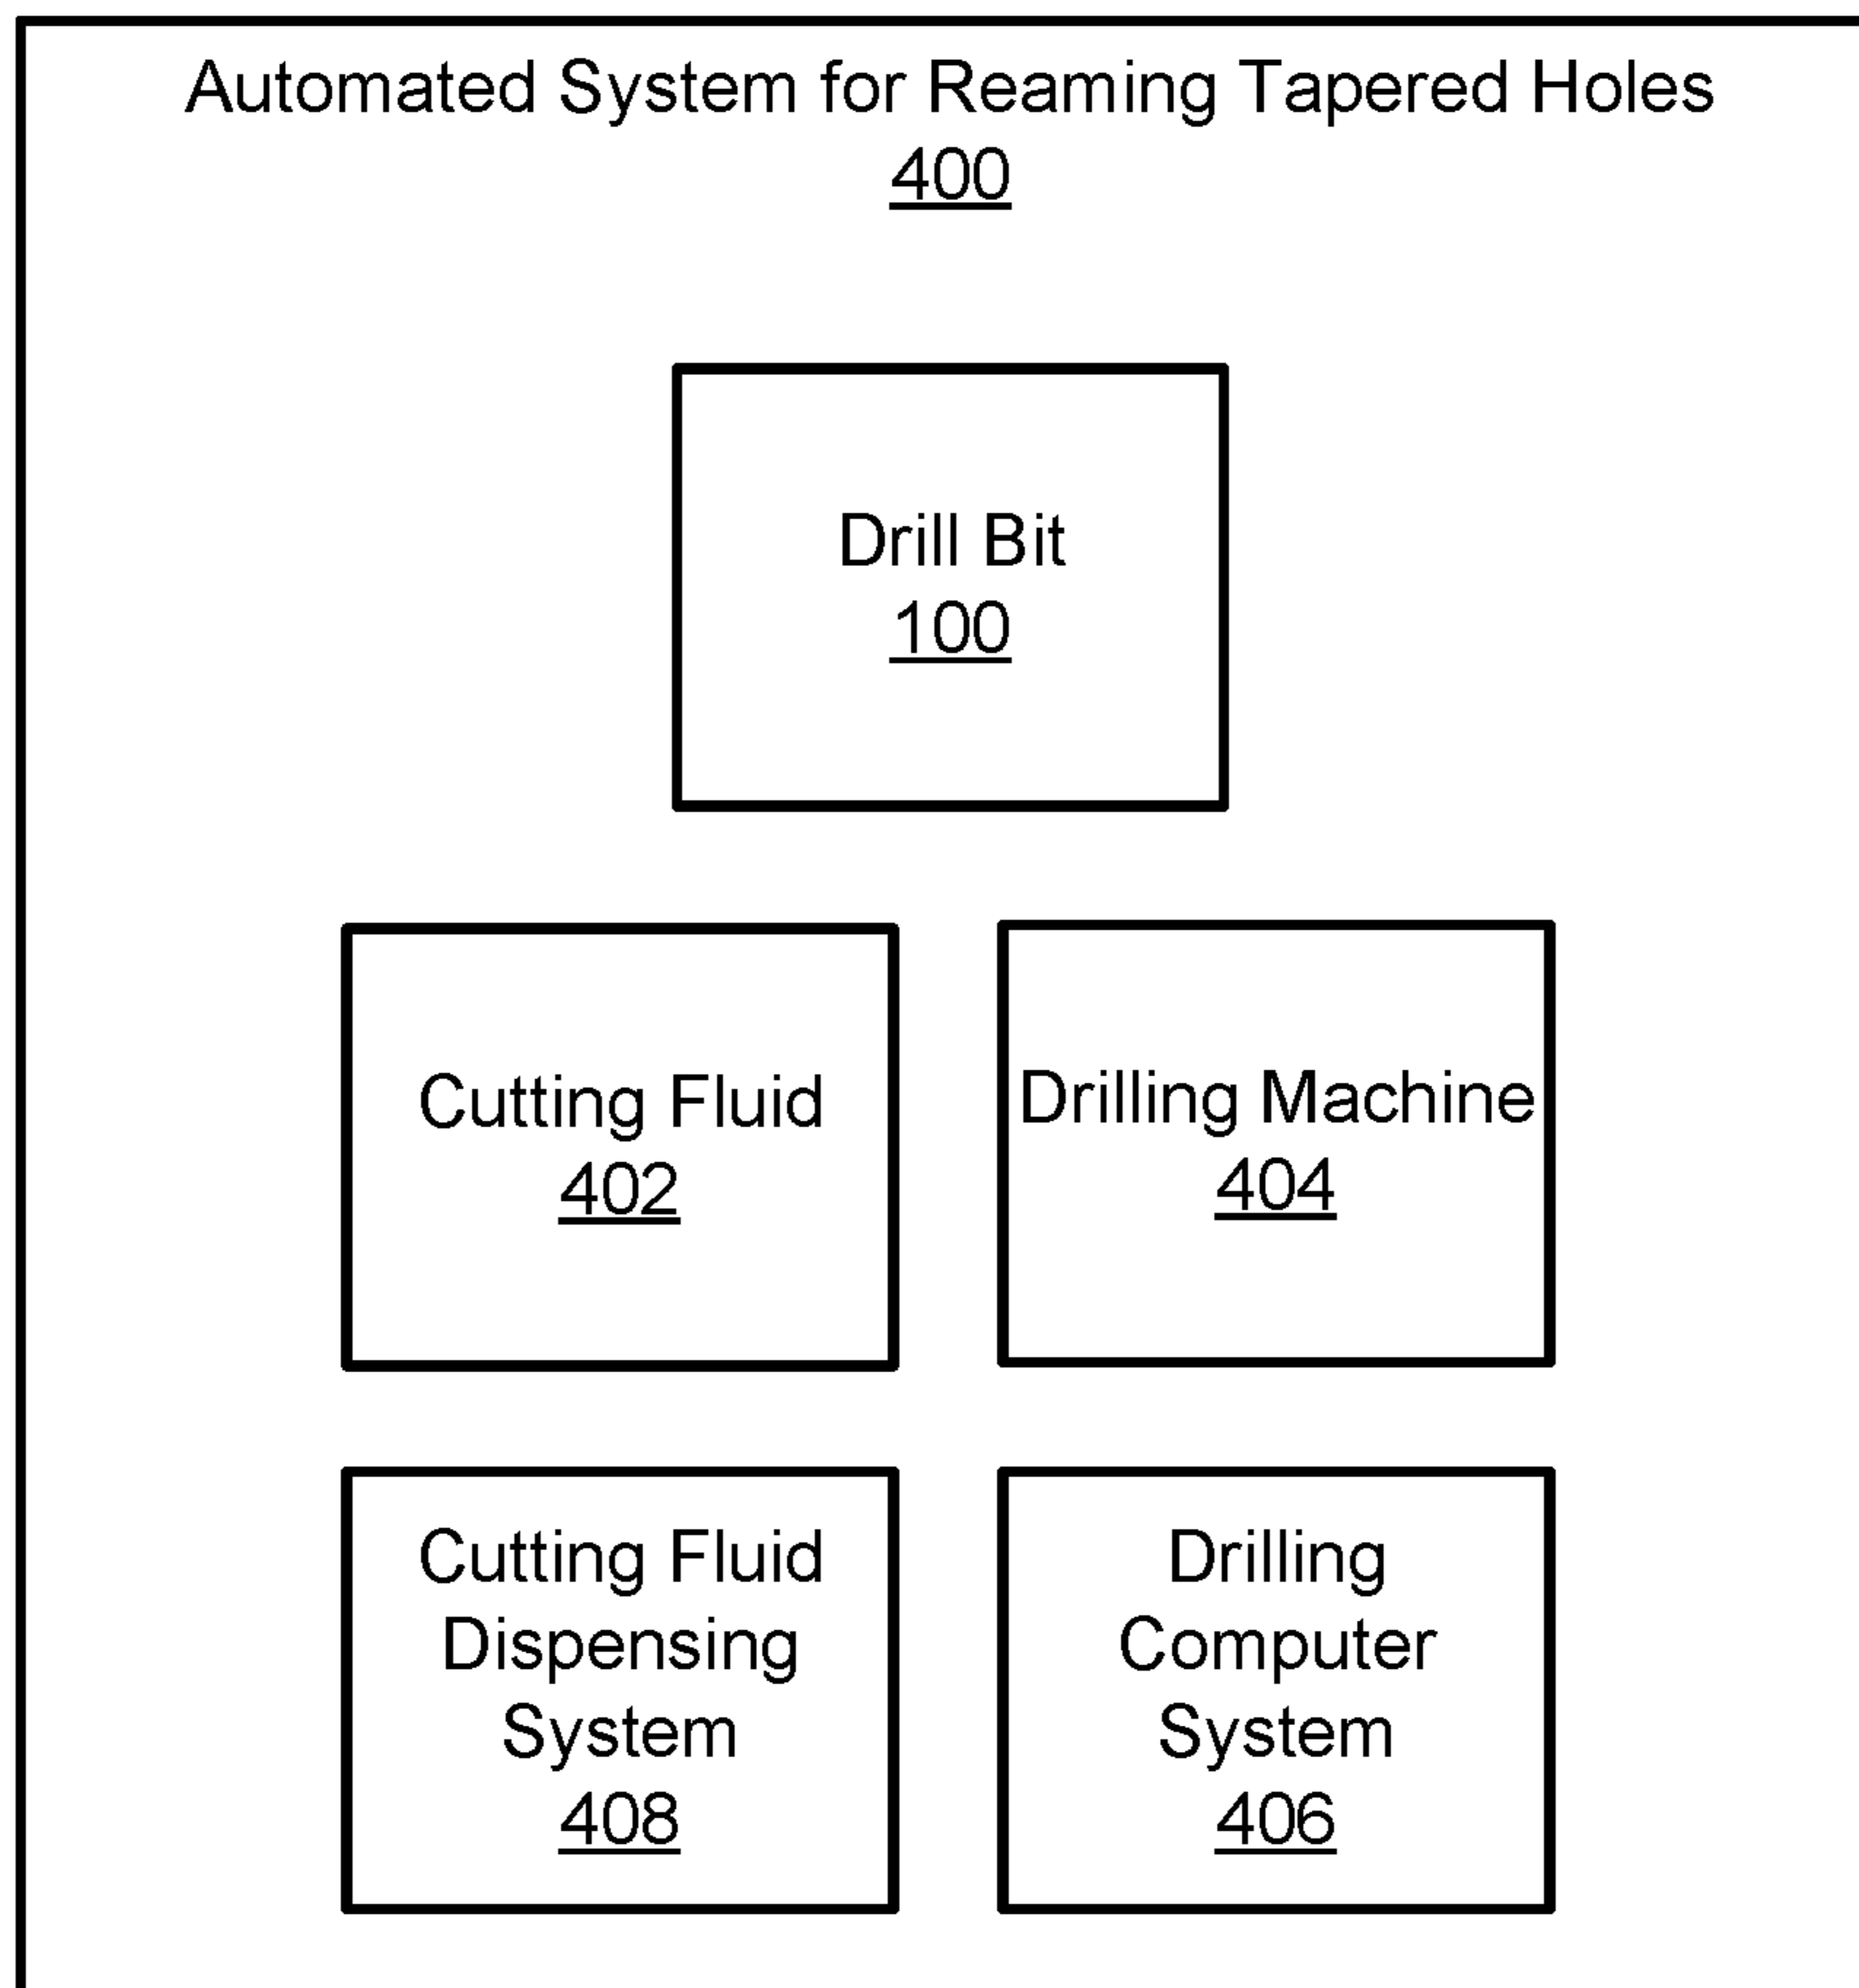 Automated System for Reaming Tapered Holes
400
Drill Bit
100
Cutting Fluid
402
Drilling Machine
404
Cutting Fluid
Dispensing
System
408
Drilling
Computer
System
406